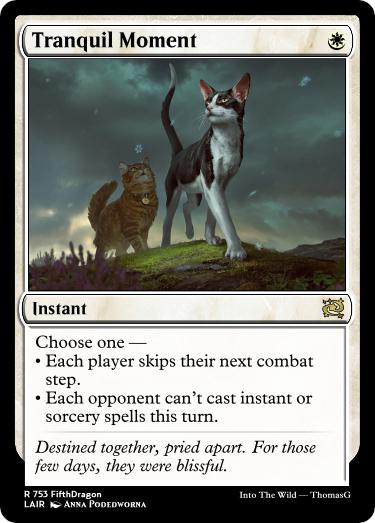 Tranquil Moment
Instant
Choose one —
• Each player skips their next combat
step.
• Each opponent can't cast instant or
sorcery spells this turn.
Destined together, pried apart. For those
few days, they were blissful.
R 753 FifthDragon
LAIR Anna Podedworna
Into The Wild — ThomasG